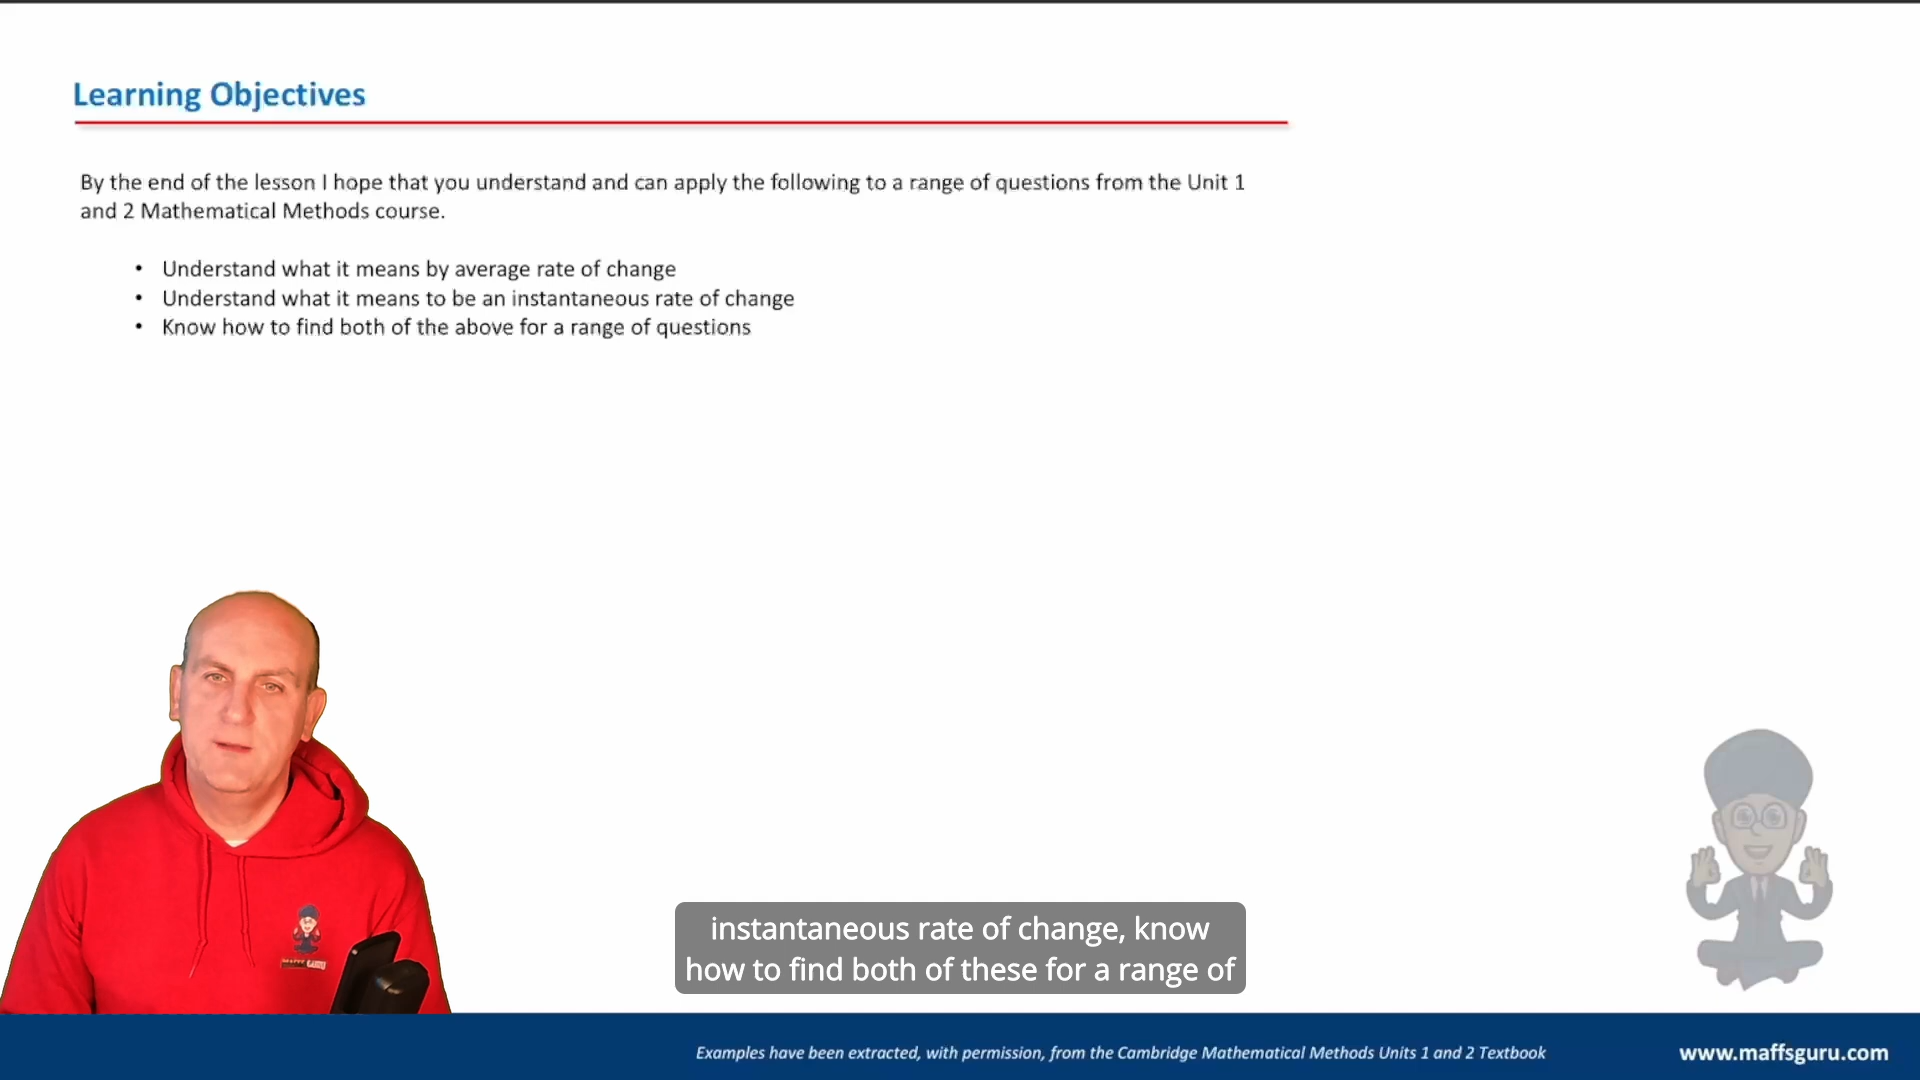 Learning Objectives
By the end of the lesson I hope that you understand and can apply the following to a range of questions from the Unit 1
and 2 Mathematical Methods course.
• Understand what it means by average rate of change
• Understand what it means to be an instantaneous rate of change
• Know how to find both of the above for a range of questions
instantaneous rate of change, know
how to find both of these for a range of
Examples have been extracted, with permission, from the Cambridge Mathematical Methods Units 1 and 2 Textbook
www.maffsguru.com